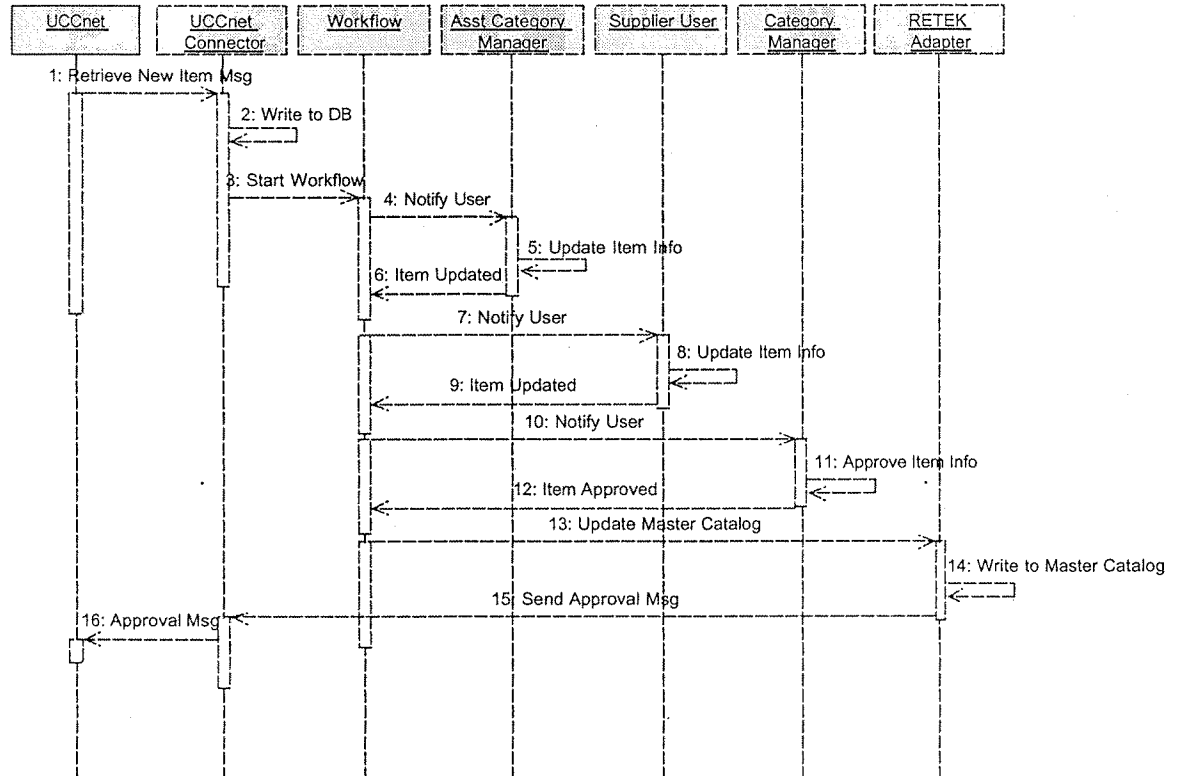 UCCnet
UCCnet
Connector
Workflow
Asst Category
Manager
Supplier User
Category
Manager
RETEK
Adapter
1: Retrieve New Item Msg
2: Write to DB
3: Start Workflow
4: Notify User
5: Update Item Info
6: Item Updated
7: Notify User
8: Update Item Info
9: Item Updated
10: Notify User
11: Approve Item Info
12: Item Approved
13: Update Master Catalog
14: Write to Master Catalog
15: Send Approval Msg
16: Approval Msg